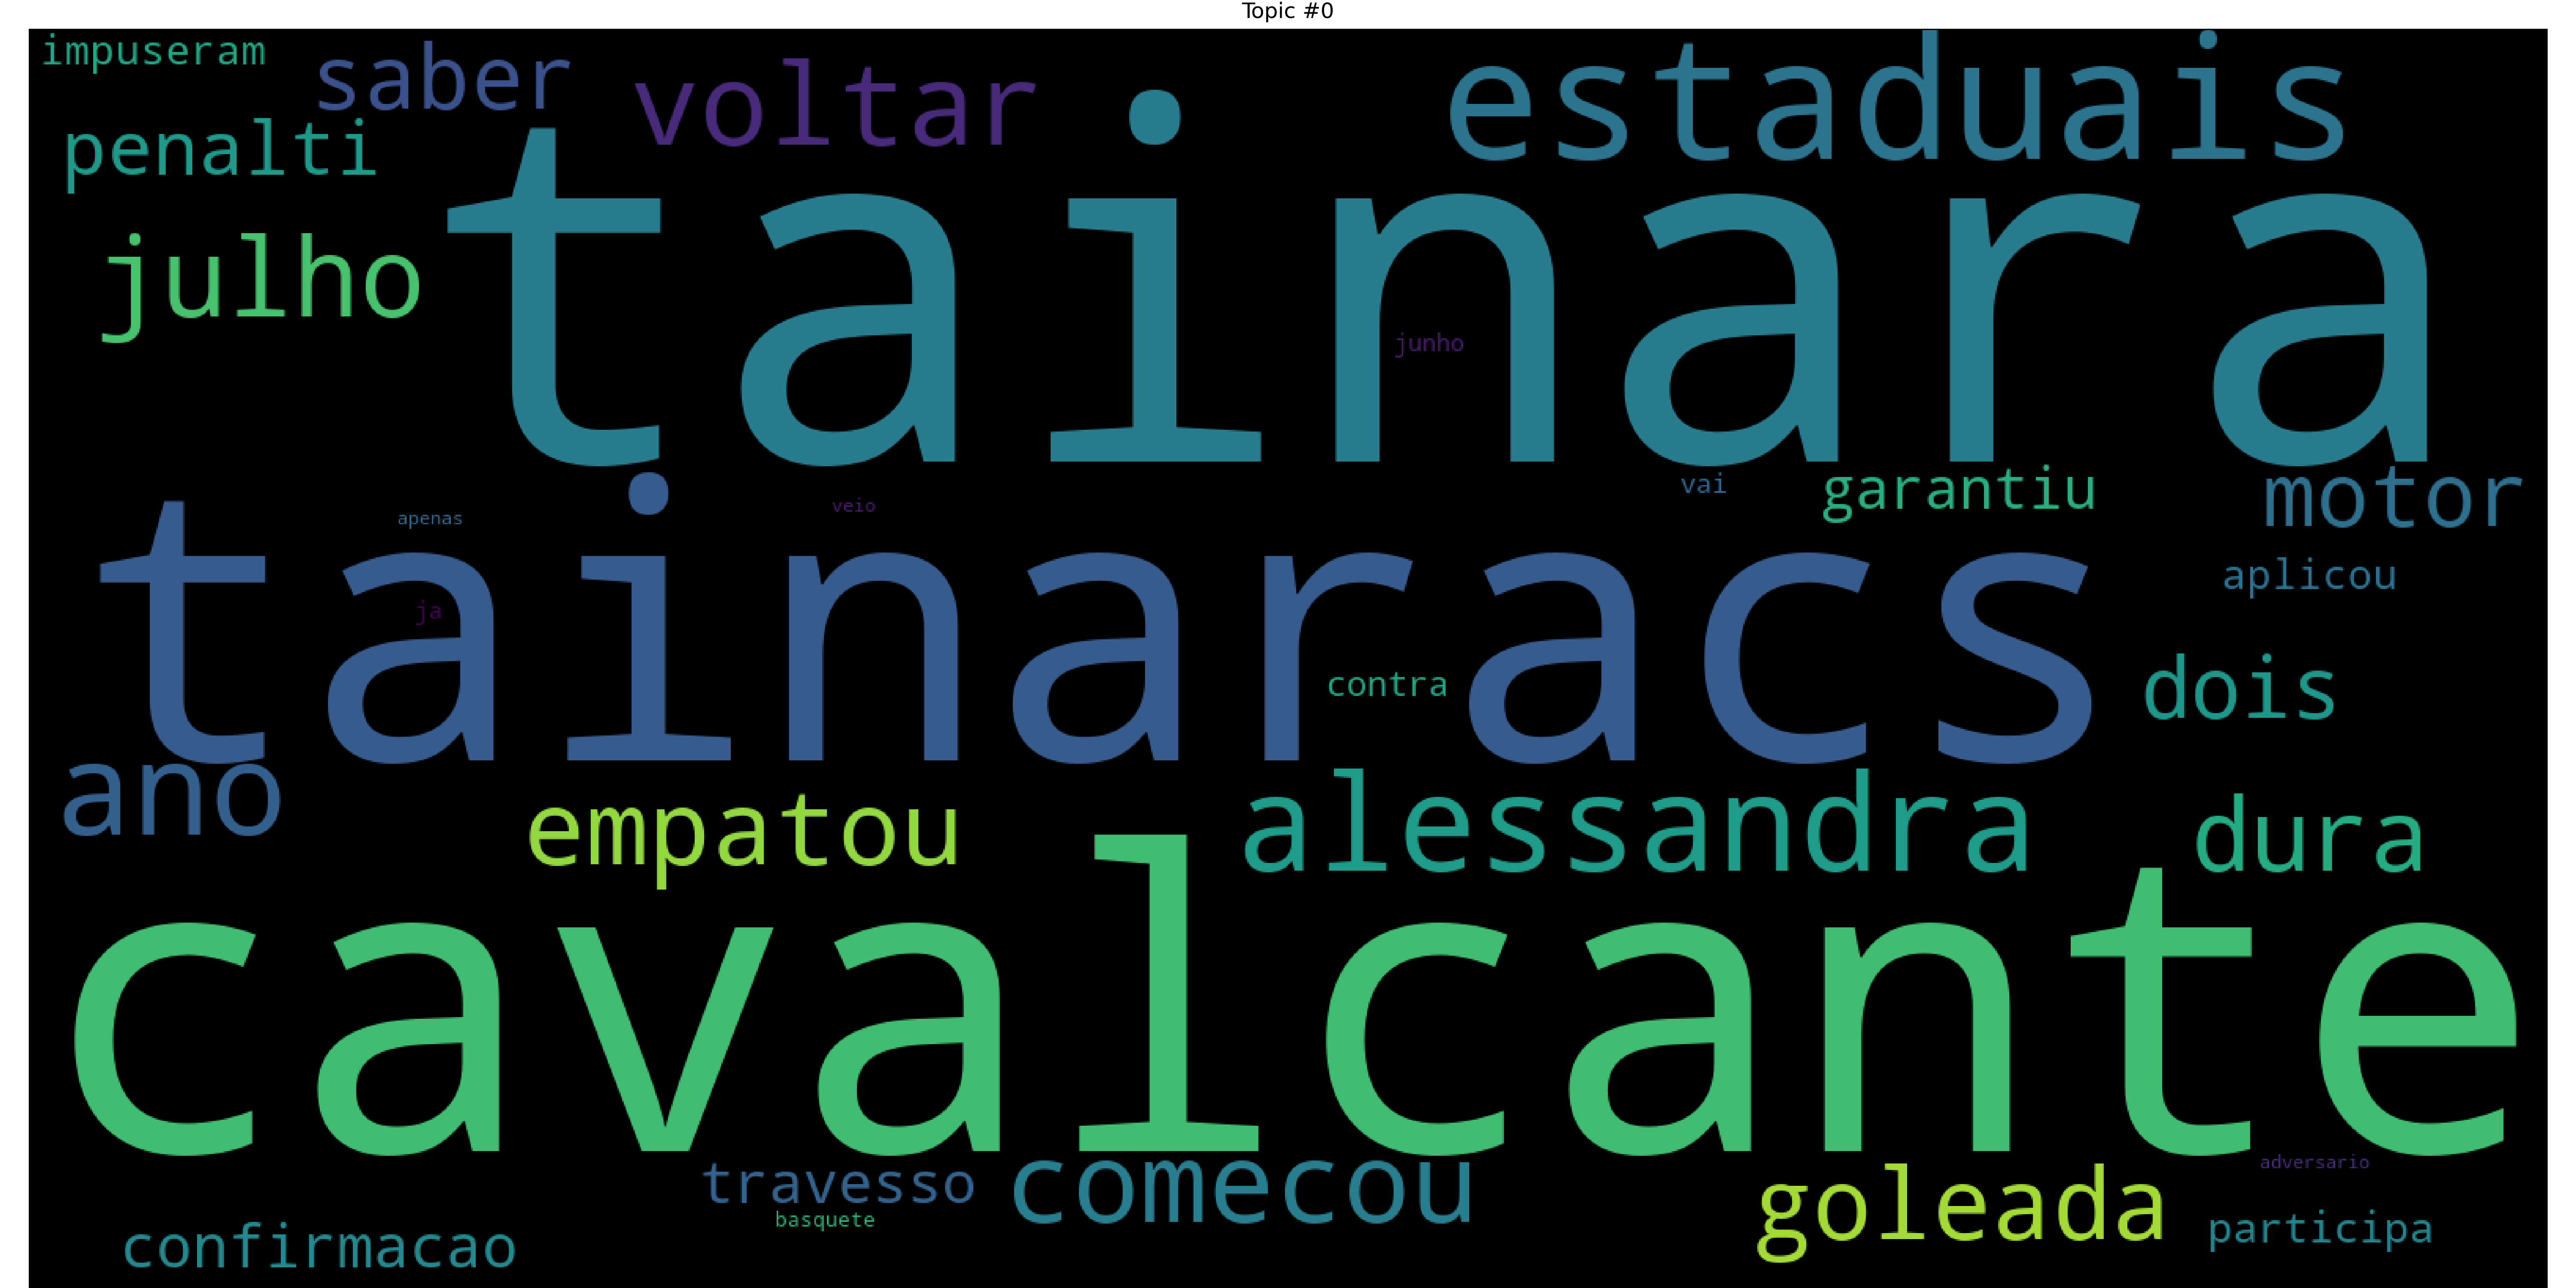 Topic #0
impuseram
saber
voltar
estaduais
penalti
tainara
julho
junho
vai
garantiu
motor
apenas
veio
tainaracs
aplicou
ja
contra
dois
ano
empatou
alessandra
dura
cavalcante
travesso
comecou
goleada
adversario
basquete
confirmacao
participa